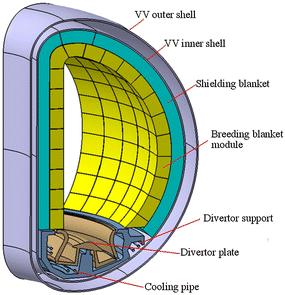 VV outer shell
VV inner shell
Shielding blanket
Breeding blanket
module
Divertor support
Divertor plate
Cooling pipe